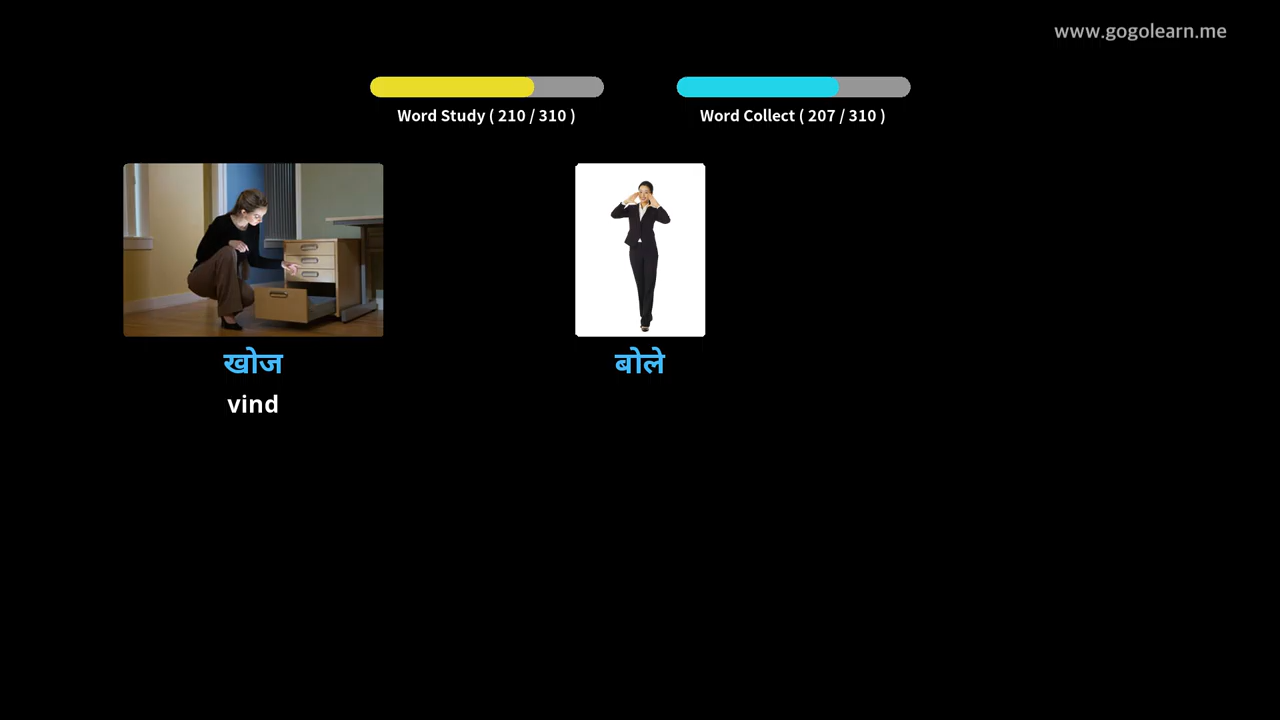 www.gogolearn.me
Word Study ( 210 / 310 )
Word Collect ( 207 / 310 )
खोज
vind
बोले